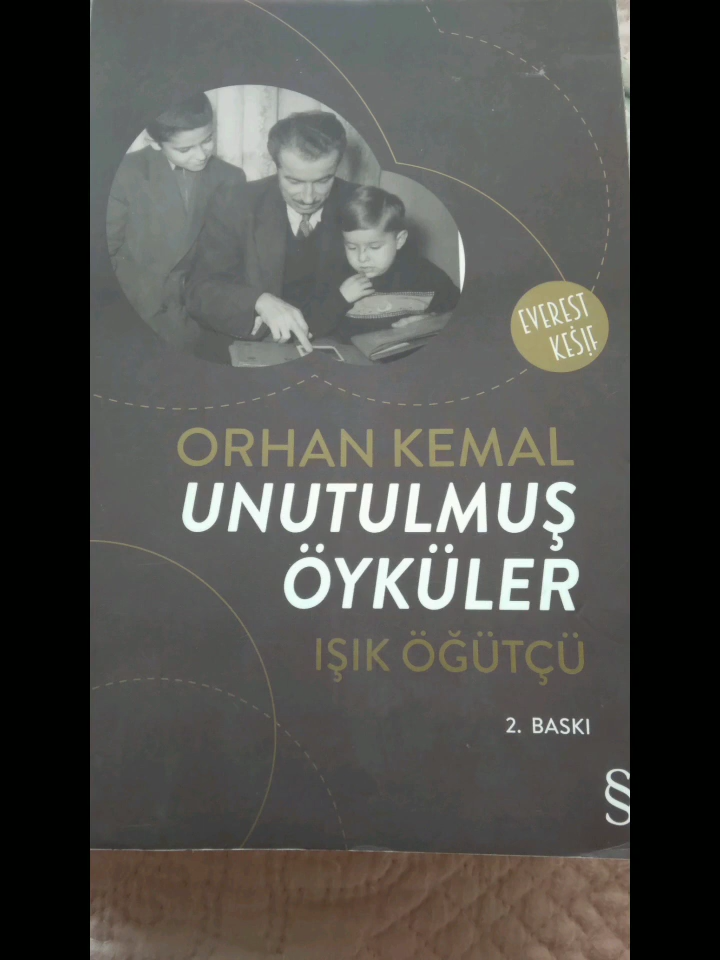 EVEREST
KEŞİF
ORHAN KEMAL
UNUTULMUŞ
ÖYKÜLER
IŞIK ÖĞÜTÇÜ
2. BASKI
§